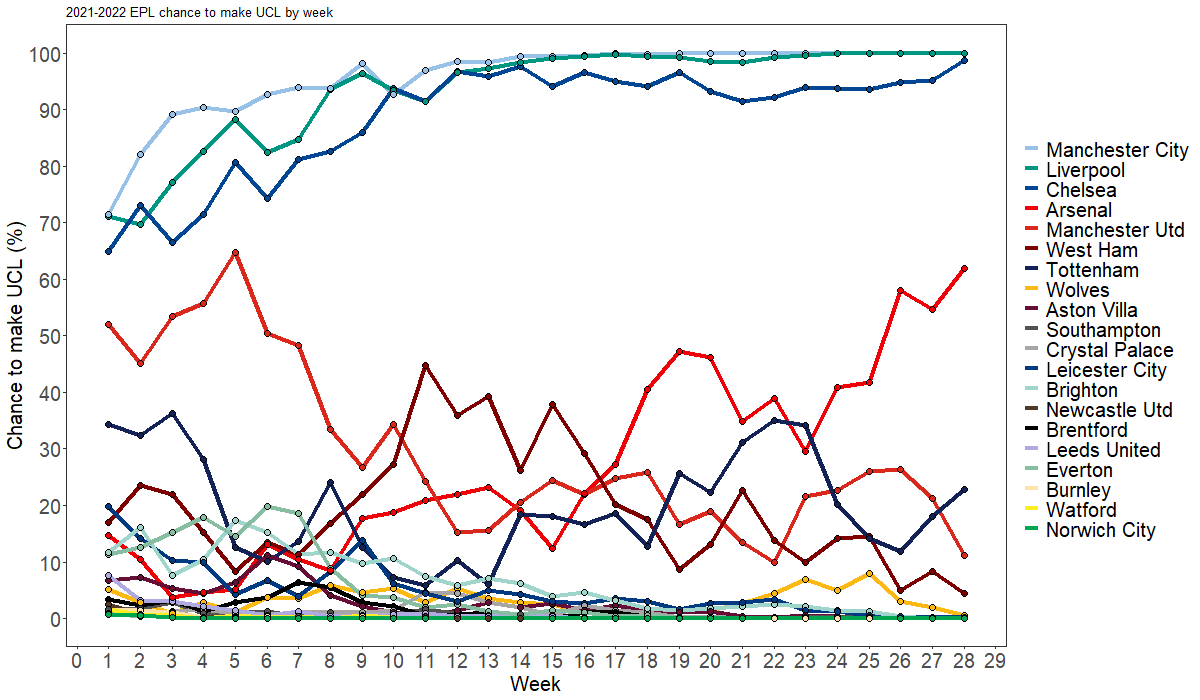 2021-2022 EPL chance to make UCL by week
Chance to make UCL (%)
100
90
80
70
60
50
40
30
20
10
0
0 1 2 3 4 5 6 7 8 9 10 11 12 13 14 15 16 17 18 19 20 21 22 23 24 25 26 27 28 29
Week
Manchester City
Liverpool
Chelsea
Arsenal
Manchester Utd
West Ham
Tottenham
Wolves
Aston Villa
Southampton
Crystal Palace
Leicester City
Brighton
Newcastle Utd
Brentford
Leeds United
Everton
Burnley
Watford
Norwich City